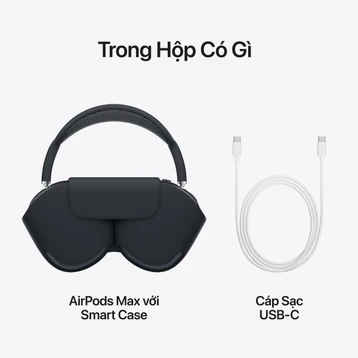 Trong Hộp Có Gì
AirPods Max với
Smart Case
Cáp Sạc
USB-C